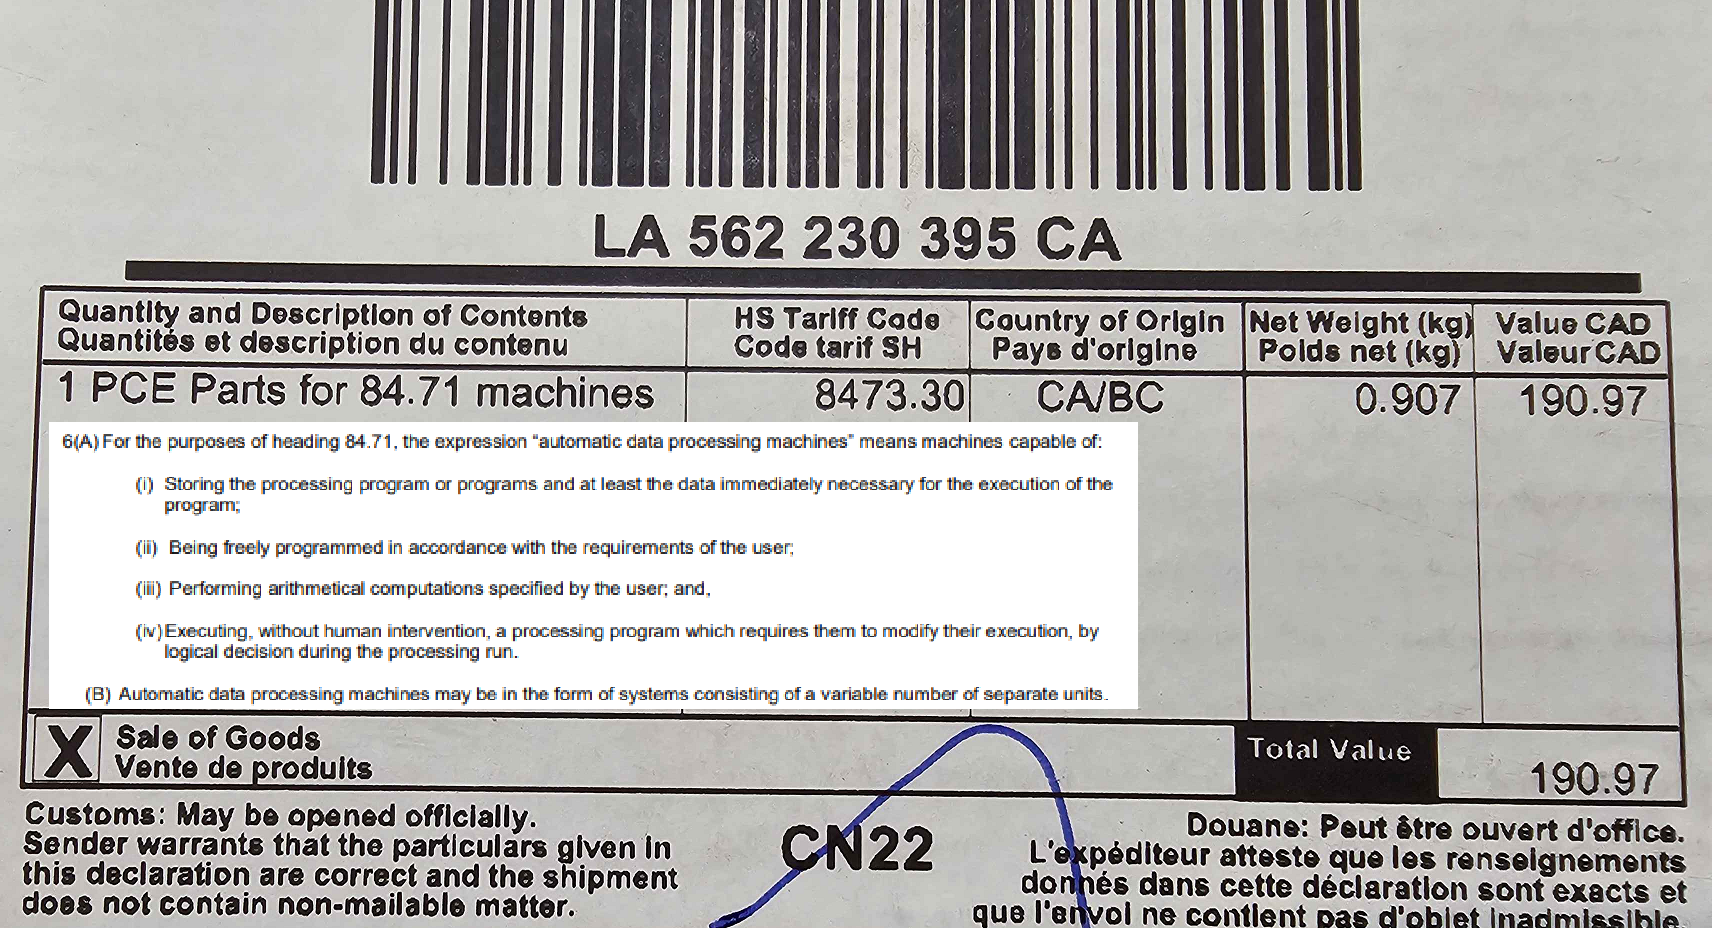 LA 562 230 395 CA
Quantity and Description of Contents
Quantités et description du contenu
HS Tariff Code
Code tarif SH
Country of Origin
Pays d'origine
Net Weight (kg)
Poids net (kg)
Value CAD
Valeur CAD
1 PCE Parts for 84.71 machines 8473.30 CA/BC 0.907 190.97
6(A) For the purposes of heading 84.71, the expression "automatic data processing machines" means machines capable of:
(i) Storing the processing program or programs and at least the data immediately necessary for the execution of the
program;
(ii) Being freely programmed in accordance with the requirements of the user;
(iii) Performing arithmetical computations specified by the user; and,
(iv) Executing, without human intervention, a processing program which requires them to modify their execution, by
logical decision during the processing run.
(B) Automatic data processing machines may be in the form of systems consisting of a variable number of separate units.
X
Sale of Goods
Vente de produits
Total Value
190.97
Customs: May be opened officially.
Sender warrants that the particulars given in
this declaration are correct and the shipment
does not contain non-mailable matter.
CN22
Douane: Peut être ouvert d'office.
L'expéditeur atteste que les renseignements
donnés dans cette déclaration sont exacts et
que l'envoi ne contient pas d'objet inadmissible.